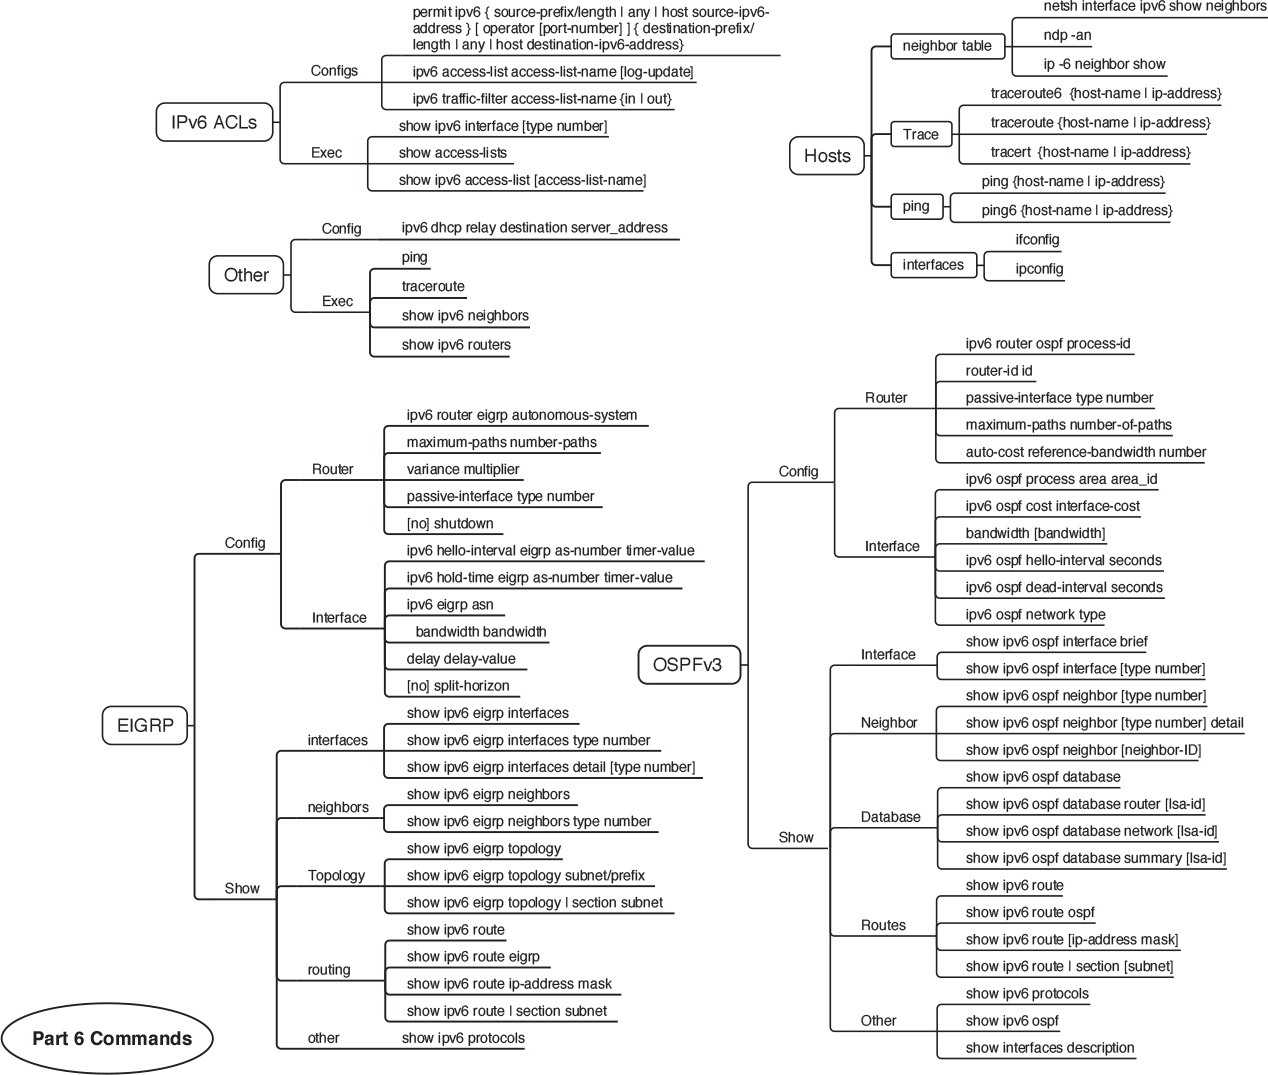 IPv6 ACLs
Configs
permit ipv6 { source-prefix/length | any | host source-ipv6-
address } [ operator [port-number] ] { destination-prefix/
length | any | host destination-ipv6-address}
ipv6 access-list access-list-name [log-update]
ipv6 traffic-filter access-list-name {in | out}
Exec
show ipv6 interface [type number]
show access-lists
show ipv6 access-list [access-list-name]
Other
Config
ipv6 dhcp relay destination server_address
Exec
ping
traceroute
show ipv6 neighbors
show ipv6 routers
Hosts
neighbor table
netsh interface ipv6 show neighbors
ndp -an
ip -6 neighbor show
Trace
traceroute6 {host-name | ip-address}
traceroute {host-name | ip-address}
tracert {host-name | ip-address}
ping
ping {host-name | ip-address}
ping6 {host-name | ip-address}
interfaces
ifconfig
ipconfig
EIGRP
Config
Router
ipv6 router eigrp autonomous-system
maximum-paths number-paths
variance multiplier
passive-interface type number
[no] shutdown
Interface
ipv6 hello-interval eigrp as-number timer-value
ipv6 hold-time eigrp as-number timer-value
ipv6 eigrp asn
bandwidth bandwidth
delay delay-value
[no] split-horizon
Show
interfaces
show ipv6 eigrp interfaces
show ipv6 eigrp interfaces type number
show ipv6 eigrp interfaces detail [type number]
neighbors
show ipv6 eigrp neighbors
show ipv6 eigrp neighbors type number
Topology
show ipv6 eigrp topology
show ipv6 eigrp topology subnet/prefix
show ipv6 eigrp topology | section subnet
routing
show ipv6 route
show ipv6 route eigrp
show ipv6 route ip-address mask
show ipv6 route | section subnet
other
show ipv6 protocols
OSPFv3
Config
Router
ipv6 router ospf process-id
router-id id
passive-interface type number
maximum-paths number-of-paths
auto-cost reference-bandwidth number
Interface
ipv6 ospf process area area_id
ipv6 ospf cost interface-cost
bandwidth [bandwidth]
ipv6 ospf hello-interval seconds
ipv6 ospf dead-interval seconds
ipv6 ospf network type
Show
Interface
show ipv6 ospf interface brief
show ipv6 ospf interface [type number]
Neighbor
show ipv6 ospf neighbor [type number]
show ipv6 ospf neighbor [type number] detail
show ipv6 ospf neighbor [neighbor-ID]
Database
show ipv6 ospf database
show ipv6 ospf database router [lsa-id]
show ipv6 ospf database network [lsa-id]
show ipv6 ospf database summary [lsa-id]
Routes
show ipv6 route
show ipv6 route ospf
show ipv6 route [ip-address mask]
show ipv6 route | section [subnet]
Other
show ipv6 protocols
show ipv6 ospf
show interfaces description
Part 6 Commands